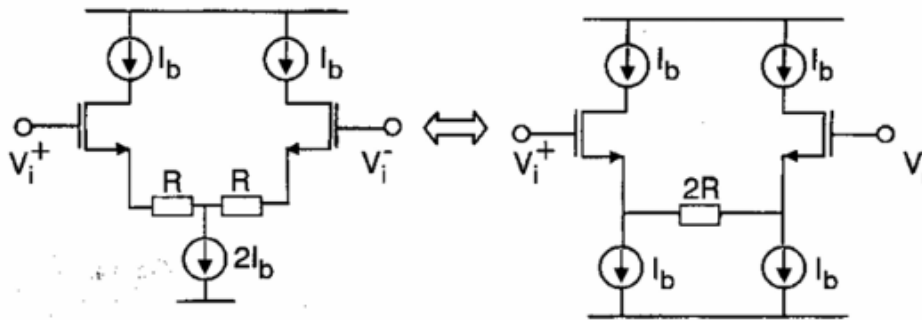 I_b I_b I_b I_b
V_i^+ V_i^- V_i^+ V
R R 2R
2I_b I_b I_b